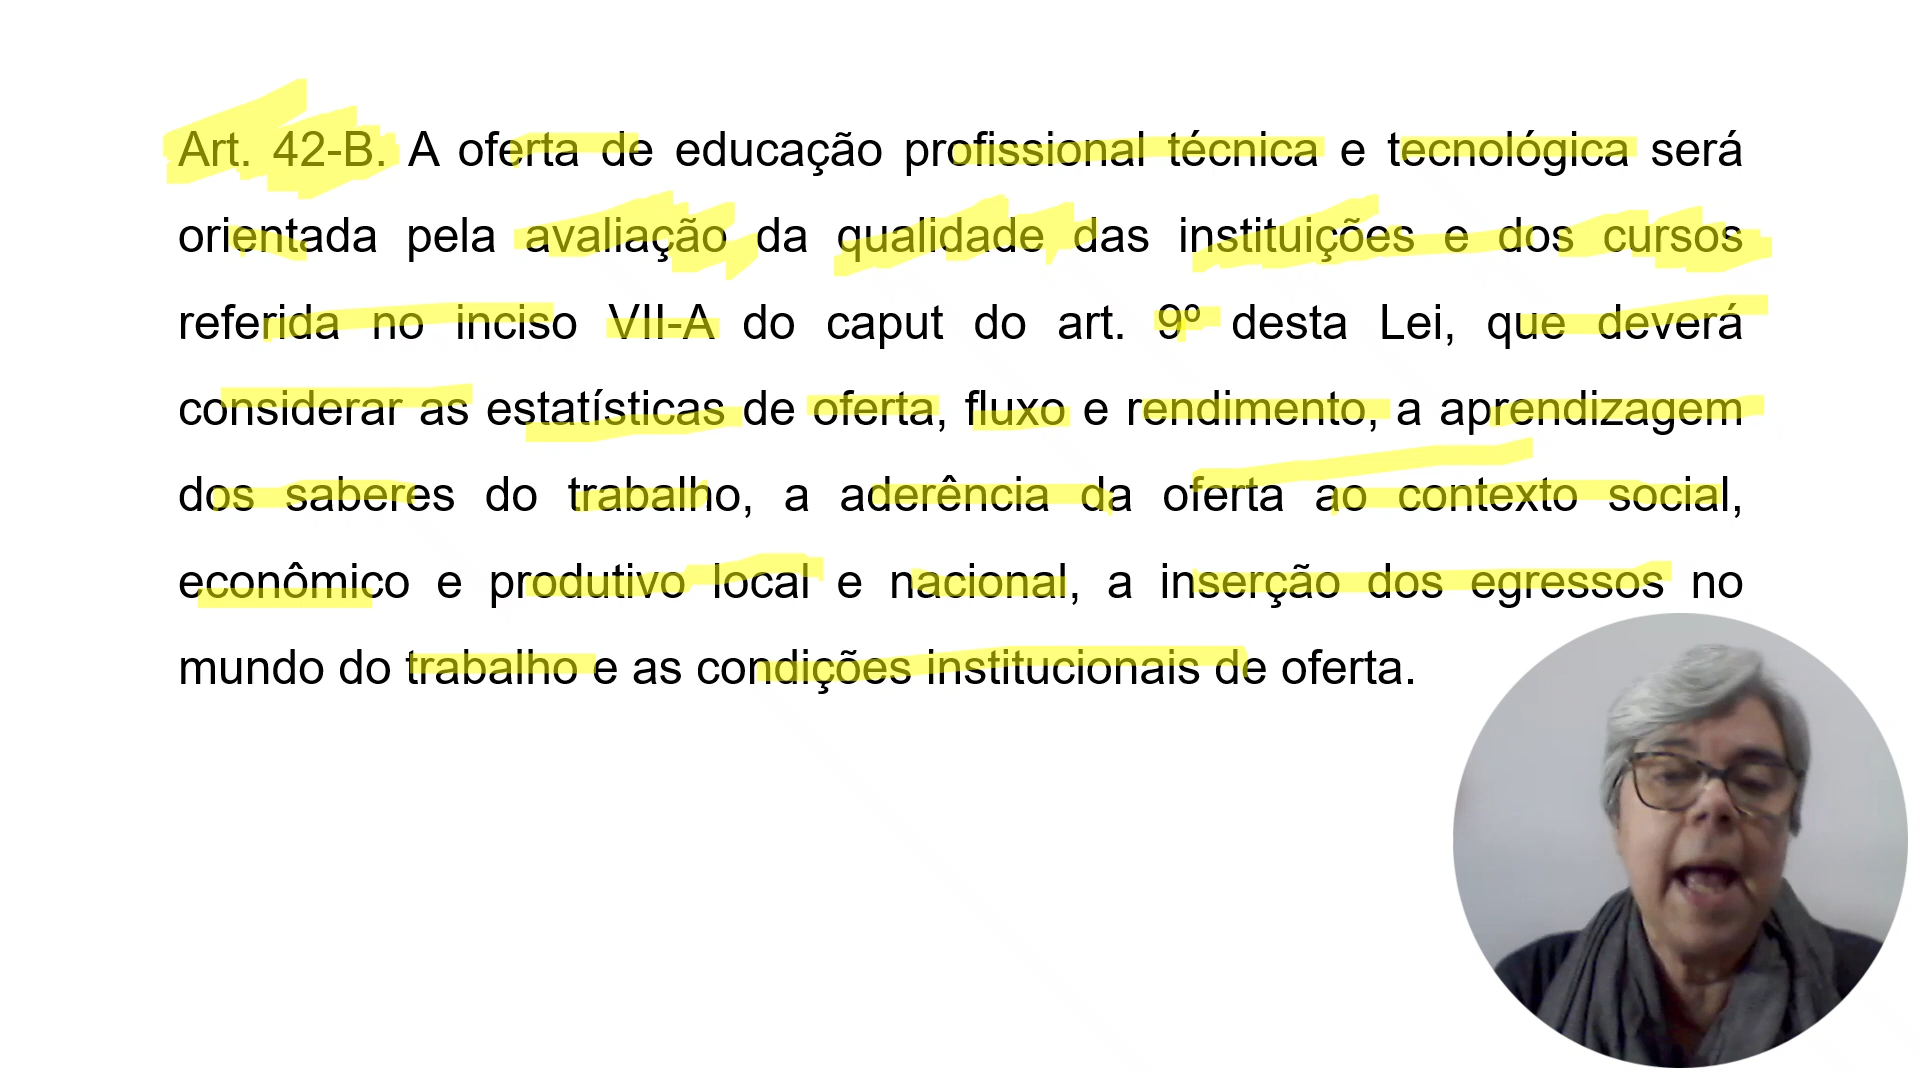 Art. 42-B. A oferta de educação profissional técnica e tecnológica será
orientada pela avaliação da qualidade das instituições e dos cursos
referida no inciso VII-A do caput do art. 9º desta Lei, que deverá
considerar as estatísticas de oferta, fluxo e rendimento, a aprendizagem
dos saberes do trabalho, a aderência da oferta ao contexto social,
econômico e produtivo local e nacional, a inserção dos egressos no
mundo do trabalho e as condições institucionais de oferta.